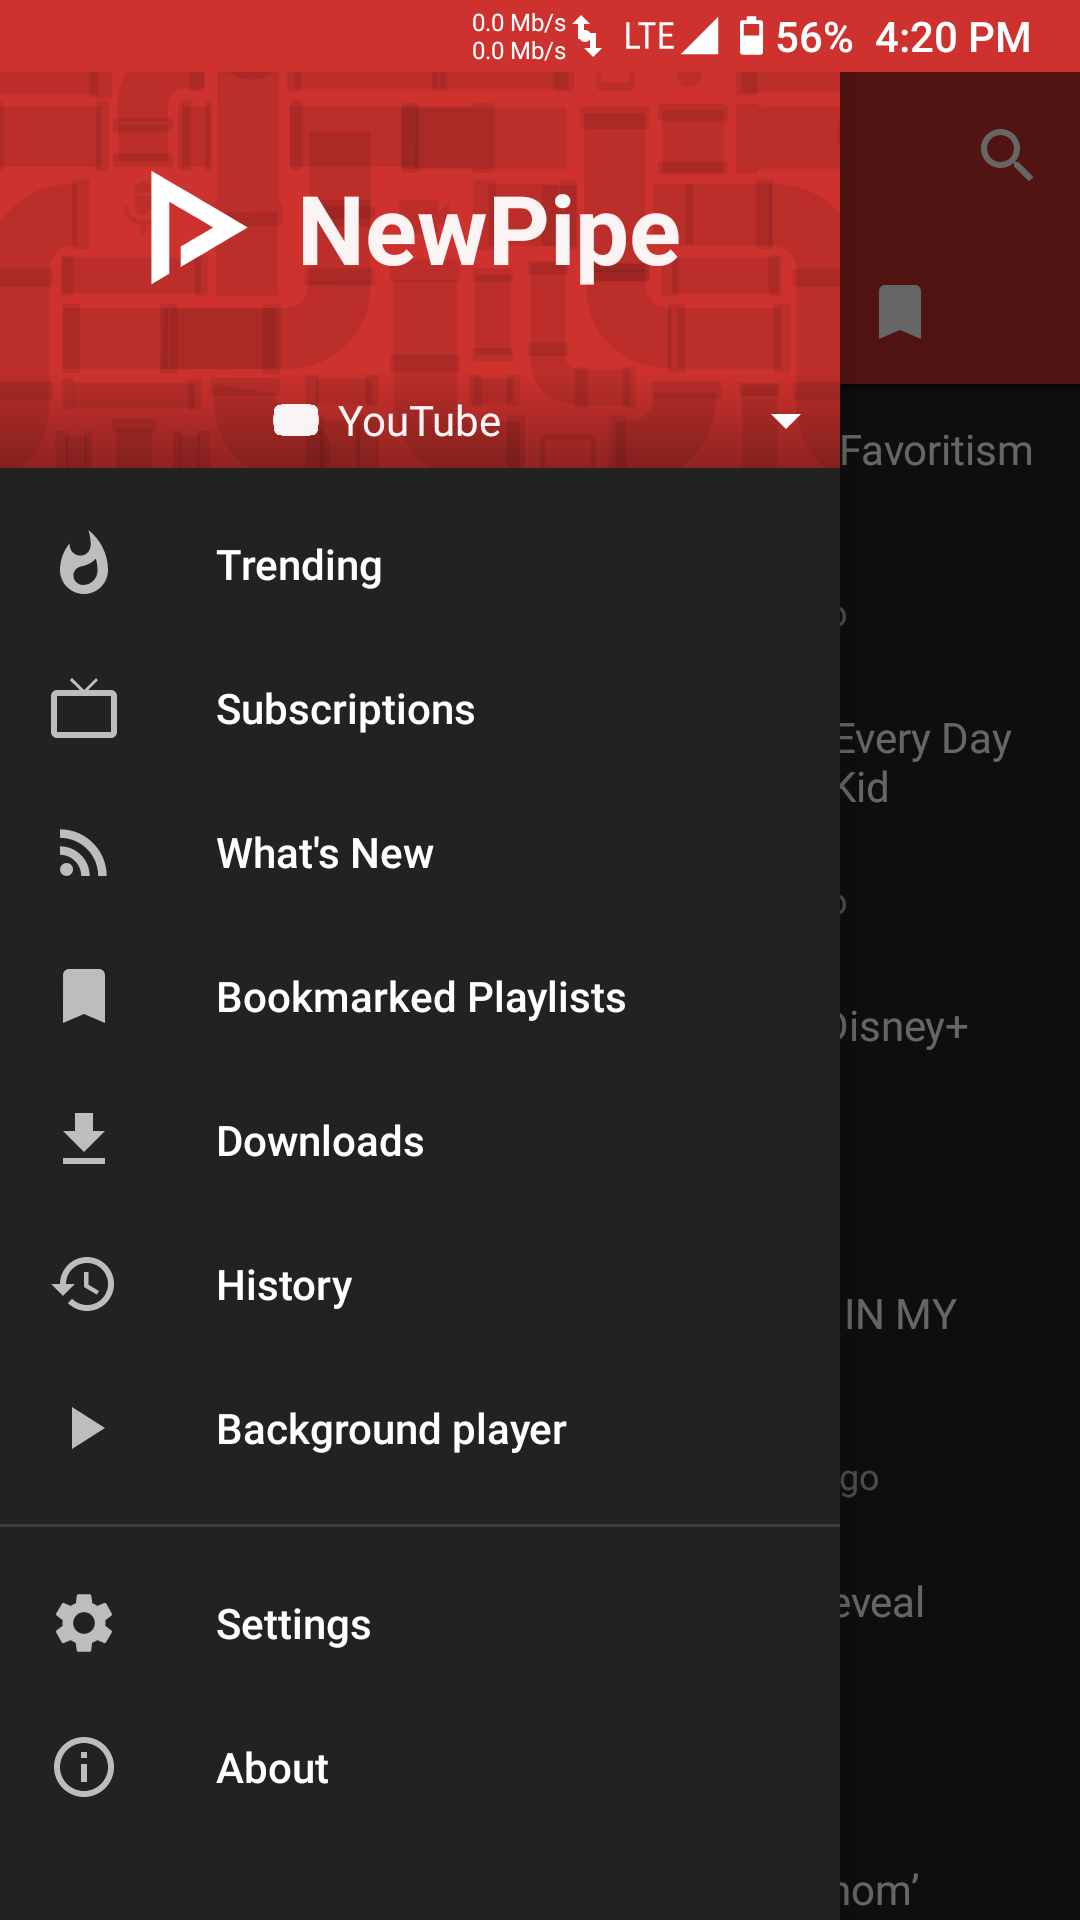 0.0 Mb/s
0.0 Mb/s
LTE 56% 4:20 PM
NewPipe
YouTube
Favoritism
Trending
Subscriptions
Every Day
Kid
What's New
Bookmarked Playlists
Disney+
Downloads
History
IN MY
Background player
go
Settings
eveal
About
nom’